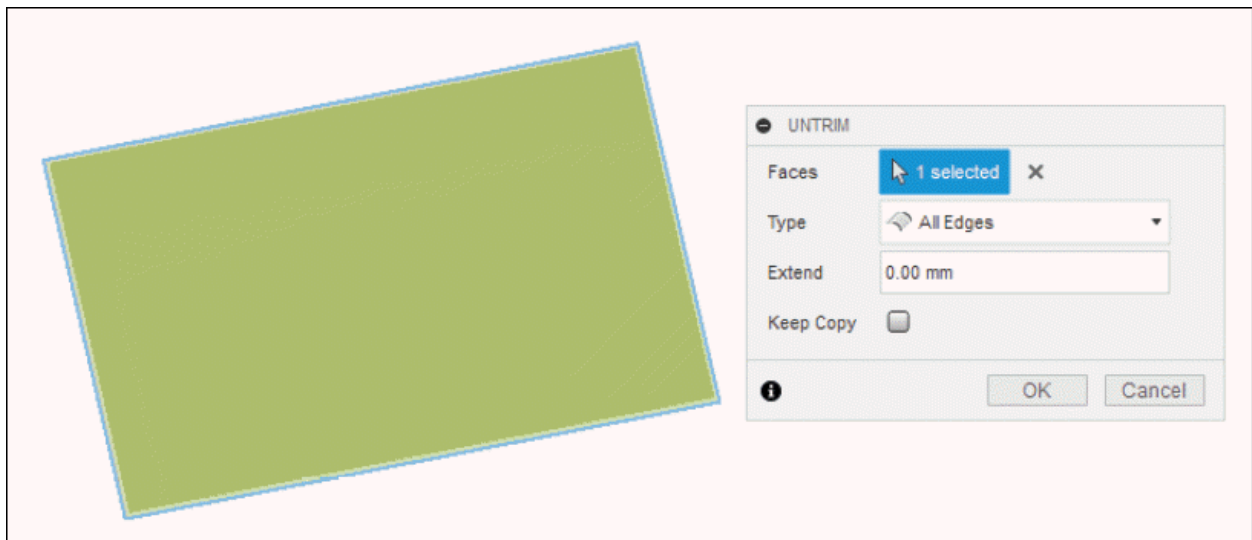 UNTRIM
Faces 1 selected
Type All Edges
Extend 0.00 mm
Keep Copy
OK Cancel